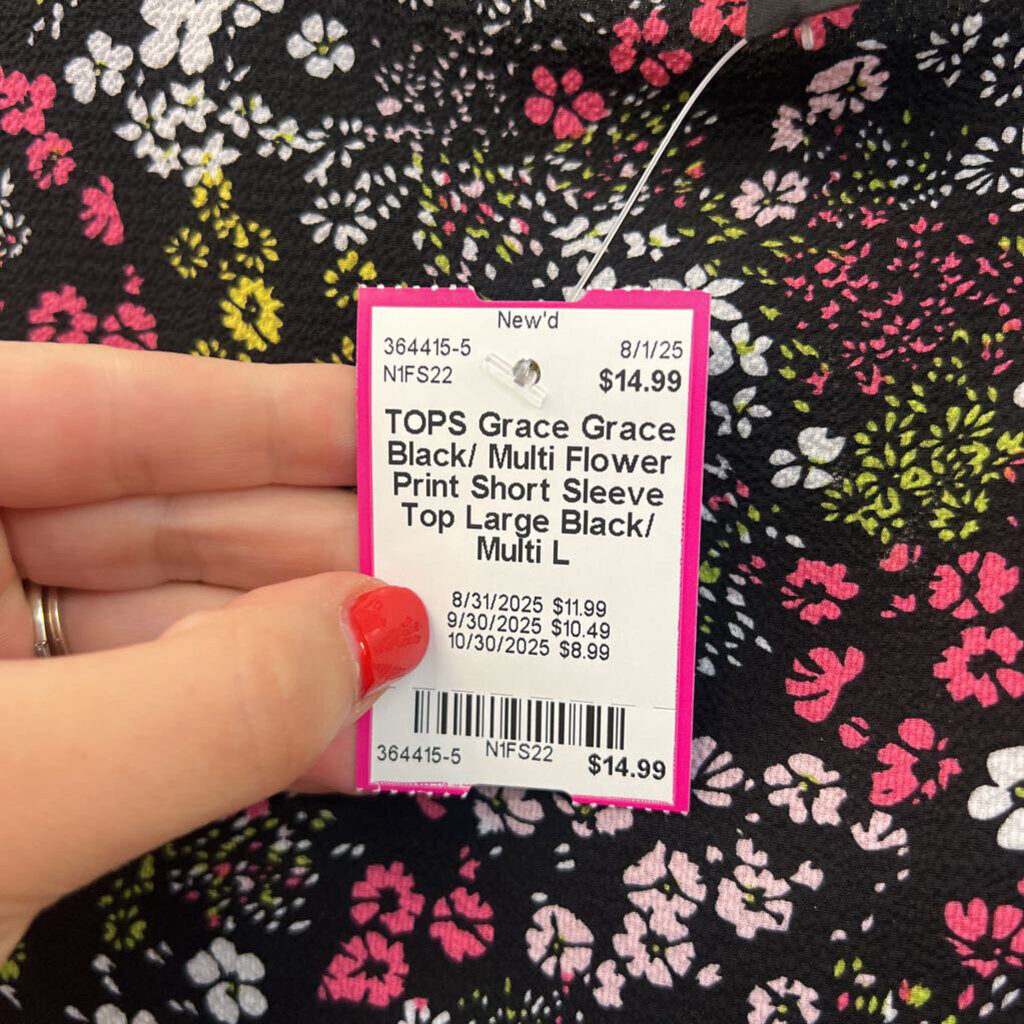 New'd
364415-5 8/1/25
N1FS22 $14.99
TOPS Grace Grace
Black/ Multi Flower
Print Short Sleeve
Top Large Black/
Multi L
8/31/2025 $11.99
9/30/2025 $10.49
10/30/2025 $8.99
364415-5 N1FS22 $14.99